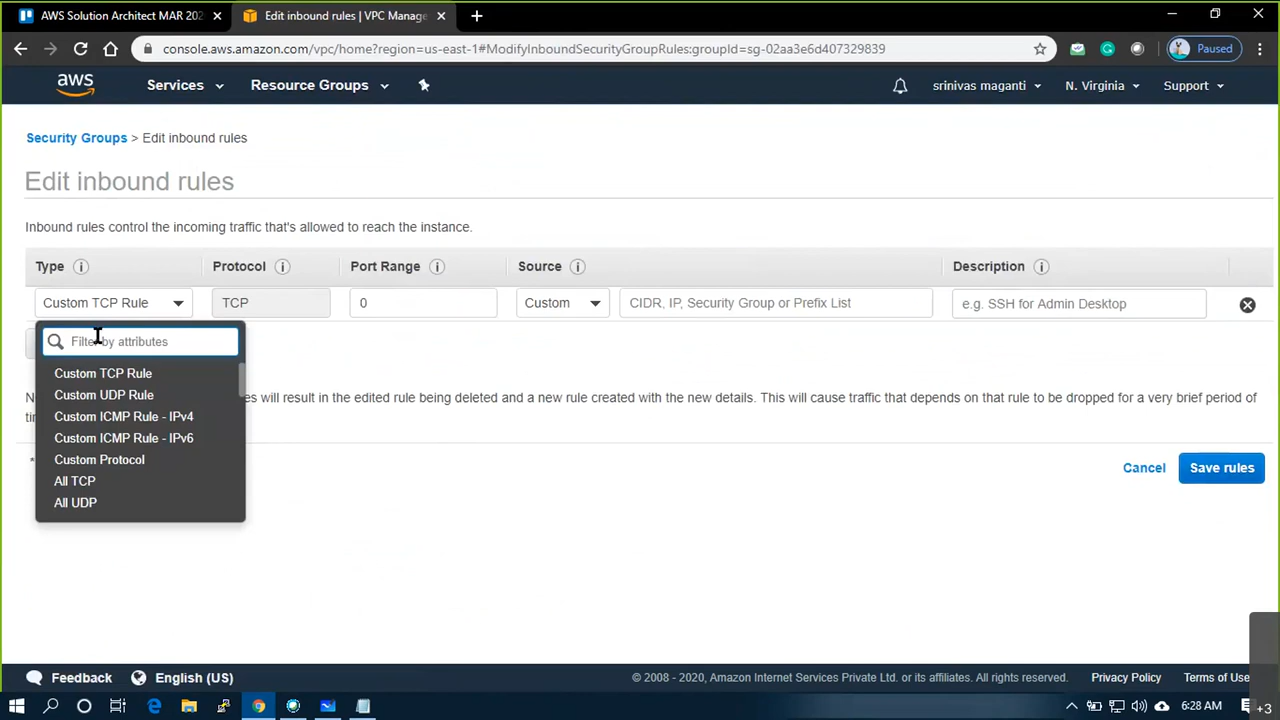 AWS Solution Architect MAR 202
Edit inbound rules | VPC Manage
console.aws.amazon.com/vpc/home?region=us-east-1#ModifyInboundSecurityGroupRules:groupId=sg-02aa3e6d407329839
Paused
aws
Services
Resource Groups
srinivas maganti
N. Virginia
Support
Security Groups > Edit inbound rules
Edit inbound rules
Inbound rules control the incoming traffic that's allowed to reach the instance.
Type
Protocol
Port Range
Source
Description
Custom TCP Rule
TCP
0
Custom
CIDR, IP, Security Group or Prefix List
e.g. SSH for Admin Desktop
Filter by attributes
Custom TCP Rule
Custom UDP Rule
Custom ICMP Rule - IPv4
Custom ICMP Rule - IPv6
Custom Protocol
All TCP
All UDP
will result in the edited rule being deleted and a new rule created with the new details. This will cause traffic that depends on that rule to be dropped for a very brief period of
Cancel
Save rules
Feedback
English (US)
© 2008 - 2020, Amazon Internet Services Private Ltd. or its affiliates. All rights reserved.
Privacy Policy
Terms of Use
6:28 AM
+3